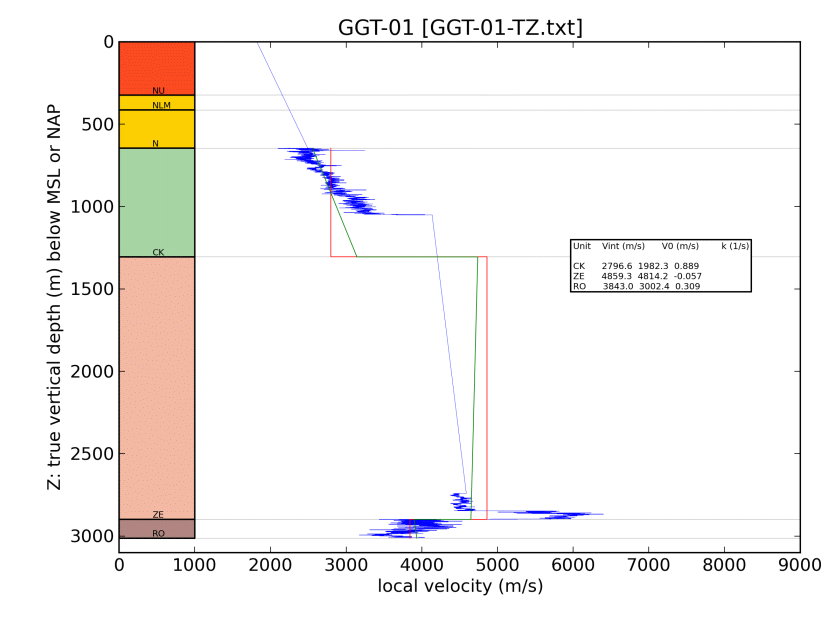 GGT-01 [GGT-01-TZ.txt]
0
500
1000
1500
2000
2500
3000
Z: true vertical depth (m) below MSL or NAP
NU
NLM
N
CK
ZE
RO
Unit Vint (m/s) V0 (m/s) k (1/s)
CK 2796.6 1982.3 0.889
ZE 4859.3 4814.2 -0.057
RO 3843.0 3002.4 0.309
0 1000 2000 3000 4000 5000 6000 7000 8000 9000
local velocity (m/s)